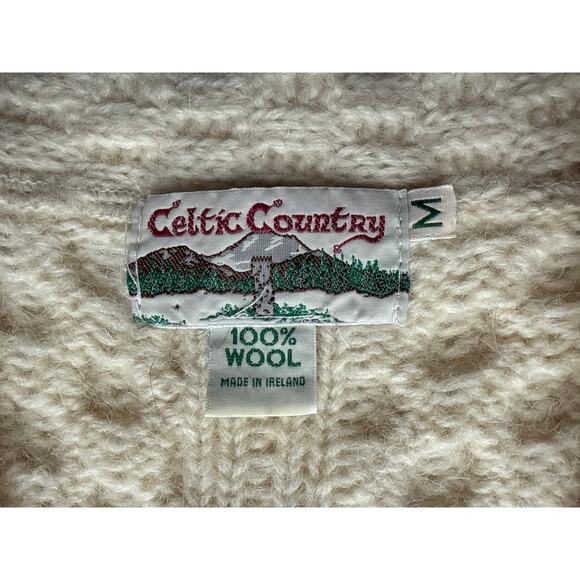 Celtic Country
M
100%
WOOL
MADE IN IRELAND